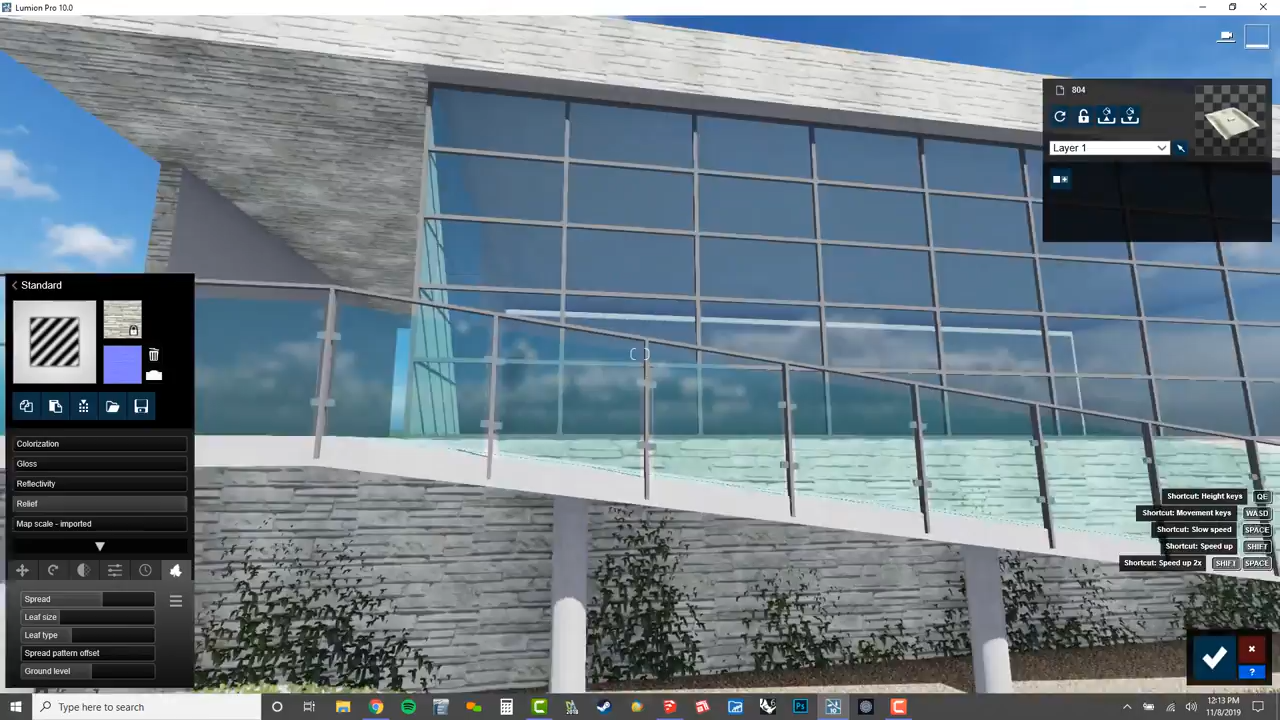 Lumion Pro 10.0
804
Layer 1
Standard
Colorization
Gloss
Reflectivity
Relief
Map scale - imported
Spread
Leaf size
Leaf type
Spread pattern offset
Ground level
Shortcut: Height keys QE
Shortcut: Movement keys WASD
Shortcut: Slow speed SPACE
Shortcut: Speed up SHIFT
Shortcut: Speed up 2x SHIFT SPACE
?
Type here to search
Ps
12:13 PM
11/8/2019